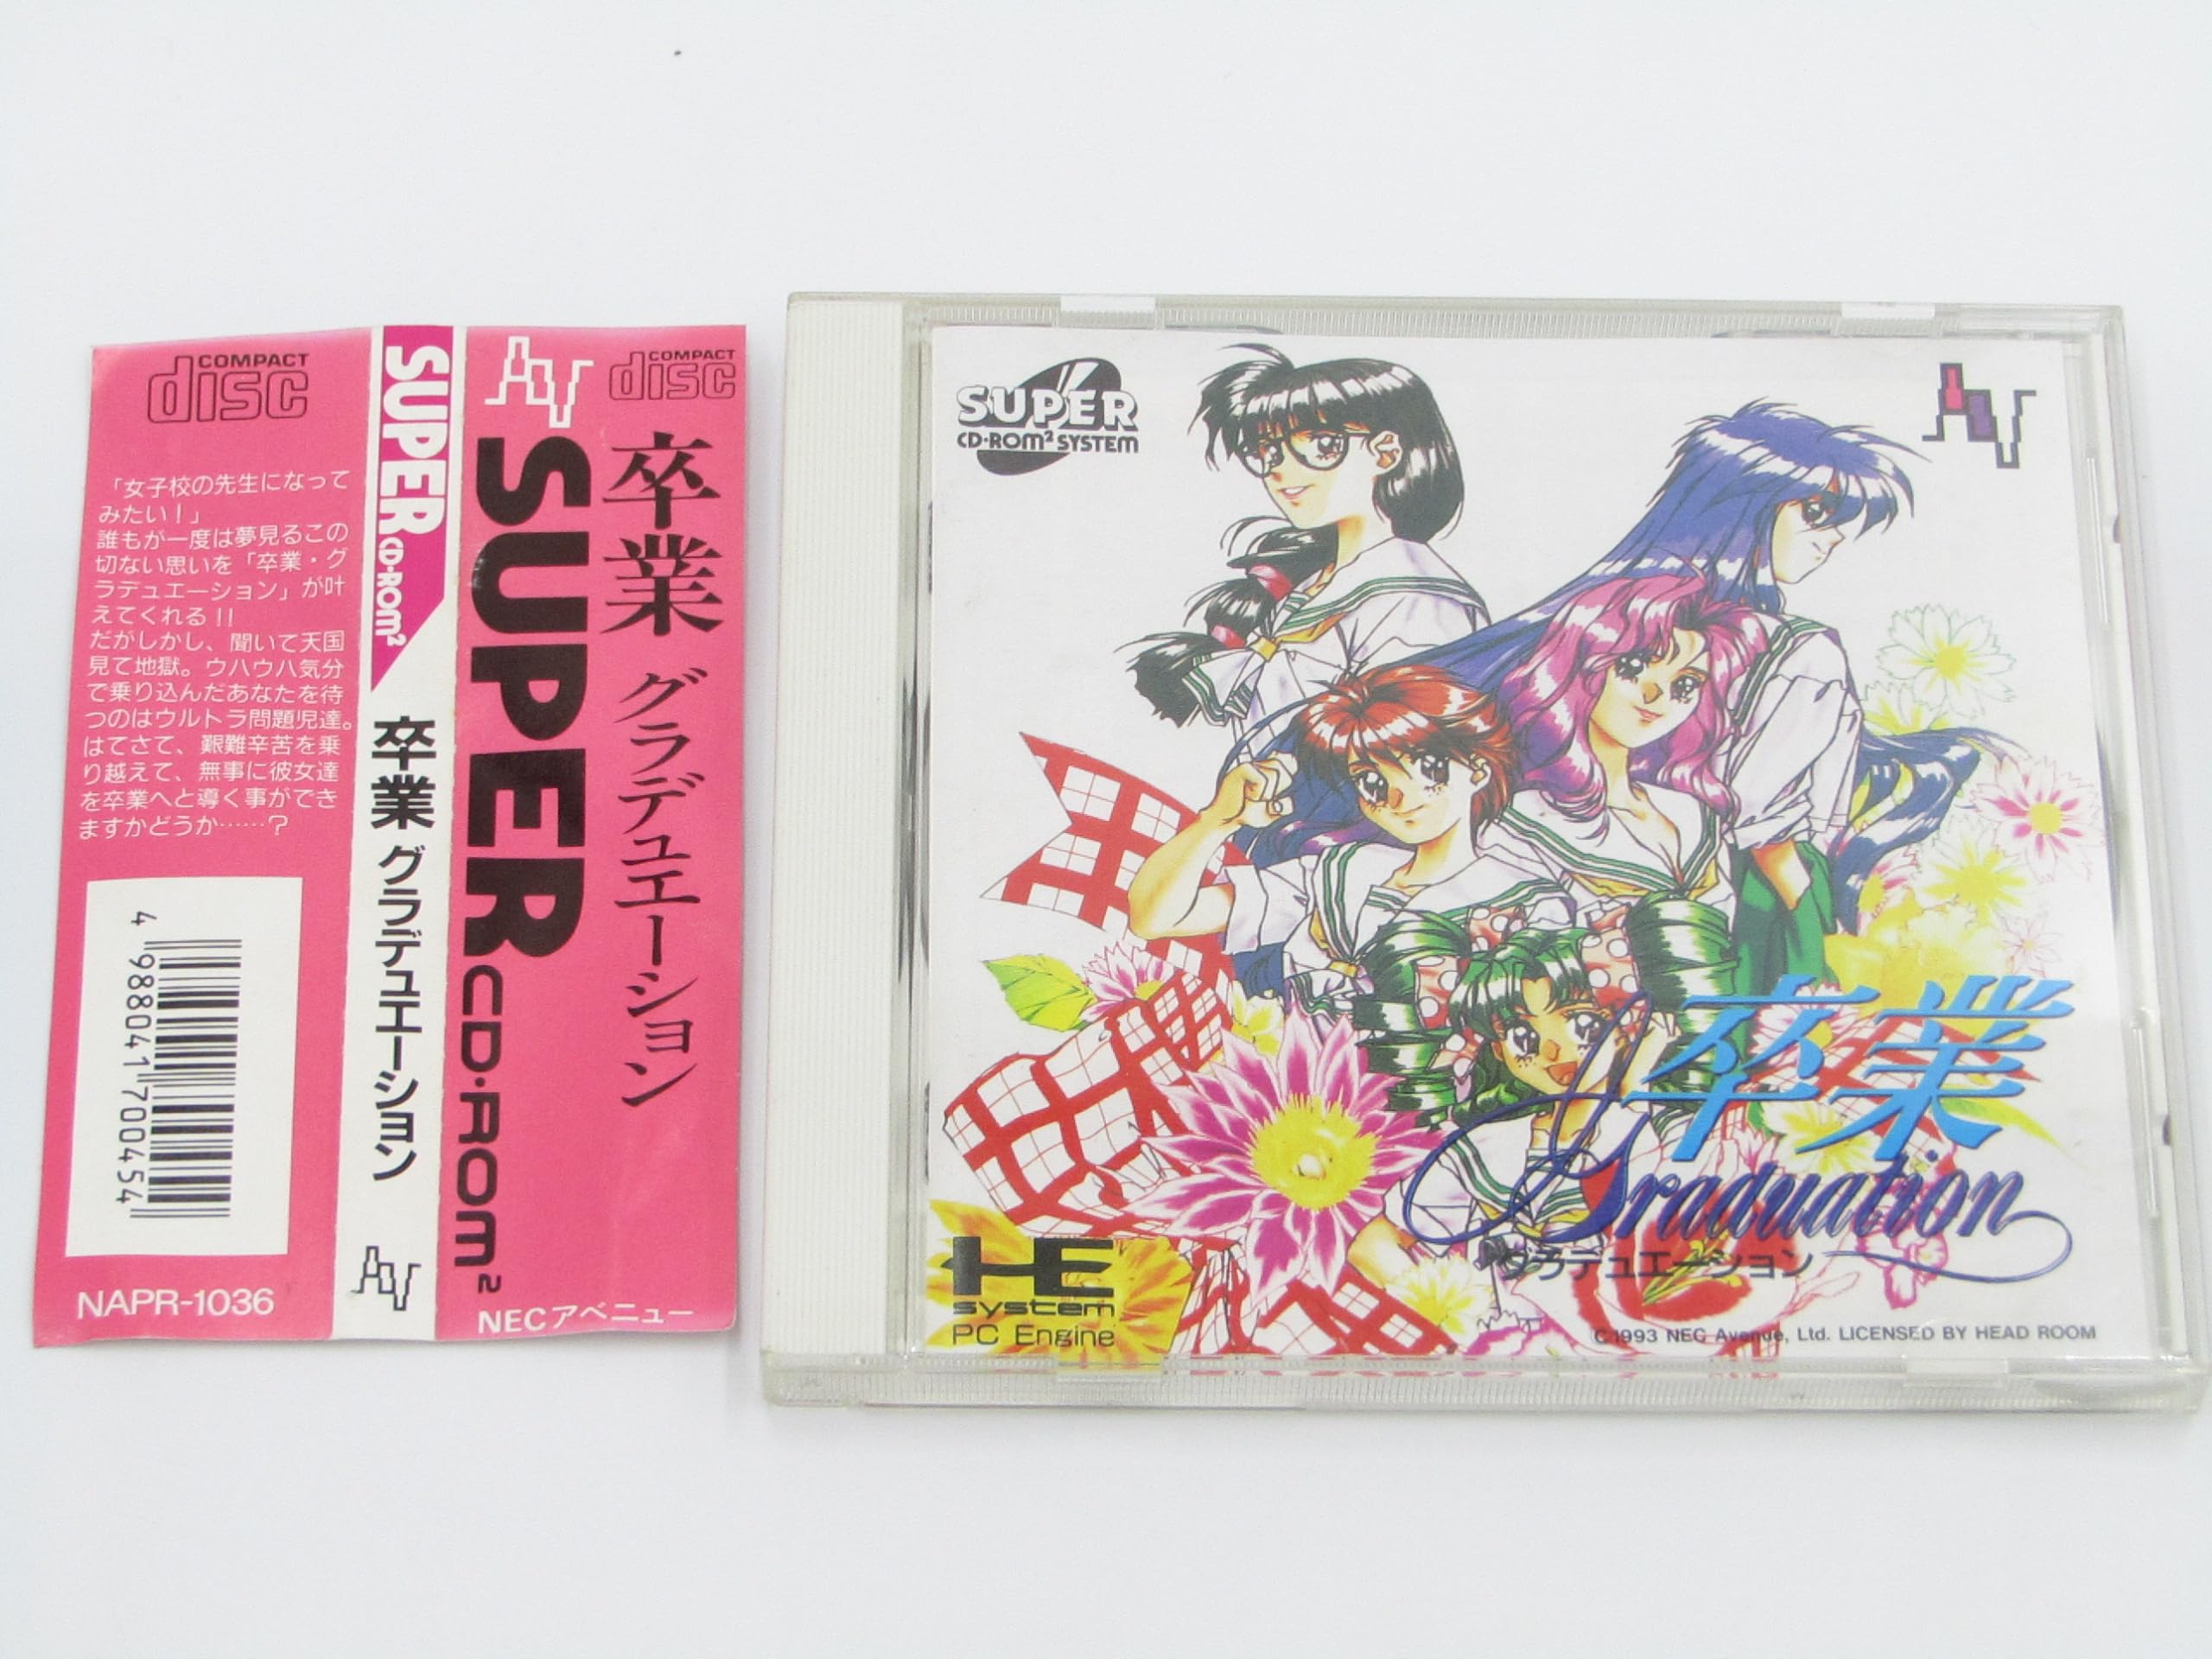 COMPACT
disc
「女子校の先生になって
みたい！」
誰もが一度は夢見るこの
切ない思いを「卒業・グ
ラデュエーション」が叶
えてくれる!!
だがしかし、聞いて天国
見て地獄。ウハウハ気分
で乗り込んだあなたを待
つのはウルトラ問題児達。
はてさて、艱難辛苦を乗
り越えて、無事に彼女達
を卒業へと導く事ができ
ますかどうか……？
4 988041 700454
NAPR-1036
SUPER CD-ROM²
卒業 グラデュエーション
AV
AV
COMPACT
disc
SUPER CD-ROM²
卒業 グラデュエーション
NECアベニュー
SUPER
CD-ROM² SYSTEM
AV
卒業
Graduation
グラデュエーション
HE
system
PC Engine
©1993 NEC Avenue, Ltd. LICENSED BY HEAD ROOM